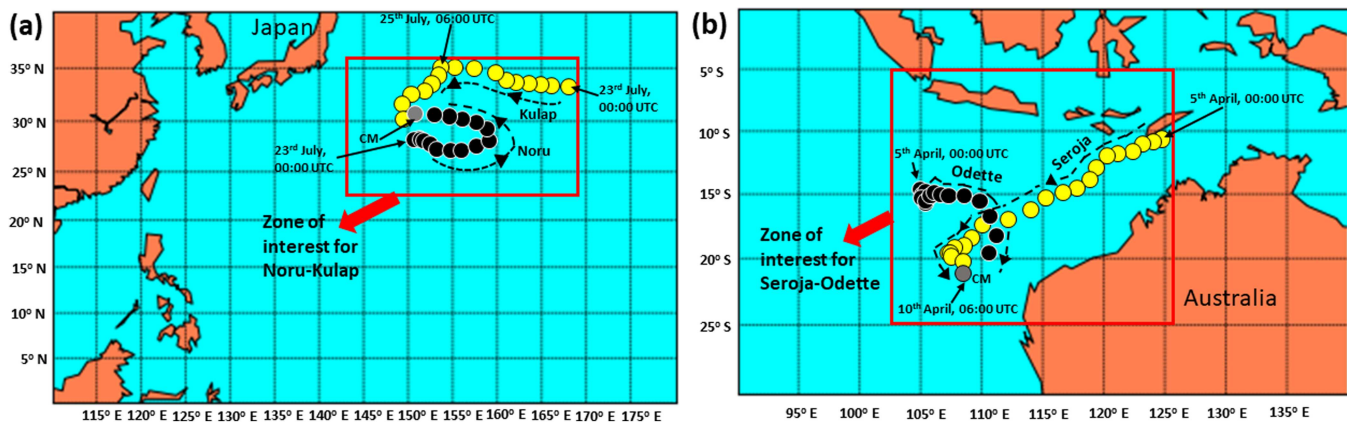 (a)
Japan
25th July, 06:00 UTC
35° N
30° N
25° N
20° N
15° N
10° N
5° N
23rd July,
00:00 UTC
Kulap
CM
23rd July,
00:00 UTC
Noru
Zone of
interest for
Noru-Kulap
115° E 120° E 125° E 130° E 135° E 140° E 145° E 150° E 155° E 160° E 165° E 170° E 175° E
(b)
5° S
10° S
15° S
20° S
25° S
5th April, 00:00 UTC
Seroja
5th April, 00:00 UTC
Odette
Zone of
interest for
Seroja-Odette
CM
10th April, 06:00 UTC
Australia
95° E 100° E 105° E 110° E 115° E 120° E 125° E 130° E 135° E